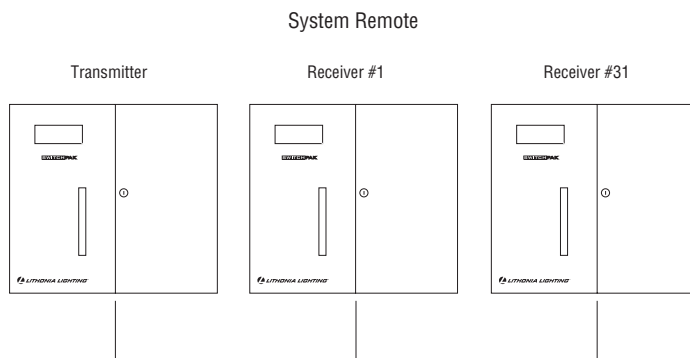 System Remote
Transmitter
Receiver #1
Receiver #31
SWITCHPAK
SWITCHPAK
SWITCHPAK
LITHONIA LIGHTING®
LITHONIA LIGHTING®
LITHONIA LIGHTING®